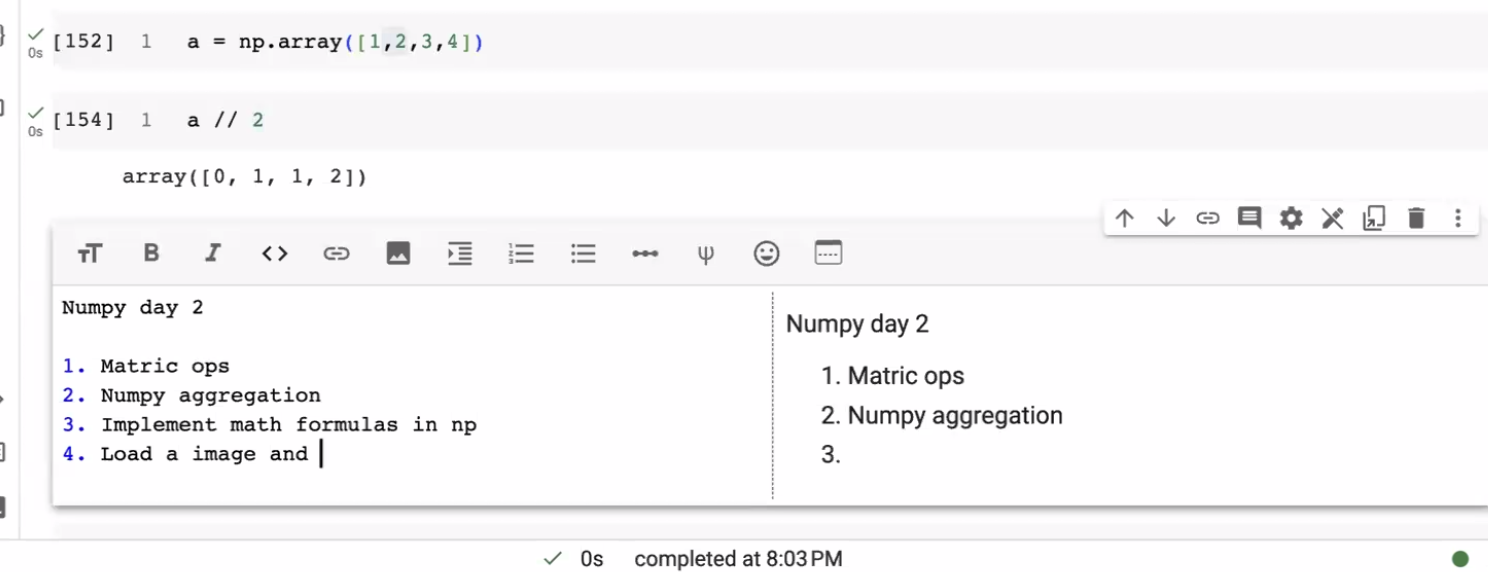 [152] 1 a = np.array([1,2,3,4])
0s
[154] 1 a // 2
0s
array([0, 1, 1, 2])
Numpy day 2
1. Matric ops
2. Numpy aggregation
3. Implement math formulas in np
4. Load a image and
Numpy day 2
1. Matric ops
2. Numpy aggregation
3.
0s completed at 8:03 PM